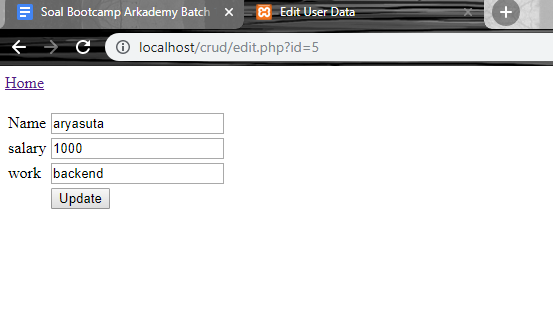 Soal Bootcamp Arkademy Batch
Edit User Data
localhost/crud/edit.php?id=5
Home
Name aryasuta
salary 1000
work backend
Update